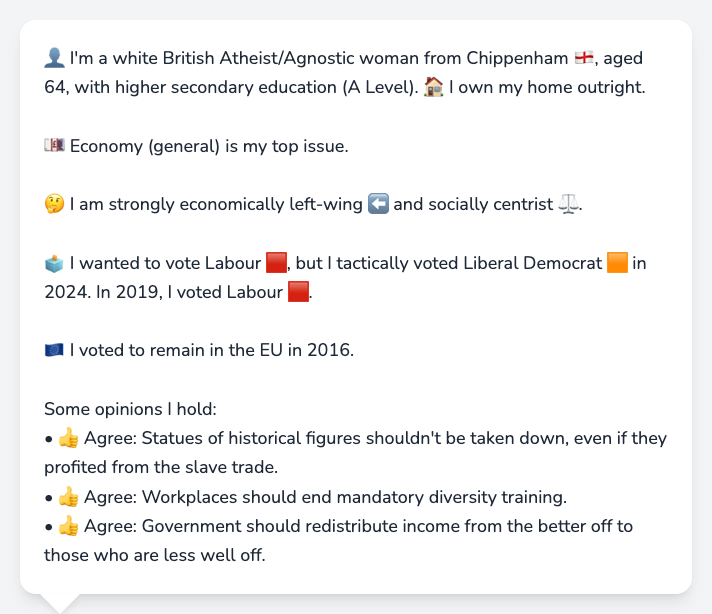 👤 I'm a white British Atheist/Agnostic woman from Chippenham 🏴󠁧󠁢󠁥󠁮󠁧󠁿, aged
64, with higher secondary education (A Level). 🏠 I own my home outright.
💷 Economy (general) is my top issue.
🤔 I am strongly economically left-wing ⬅️ and socially centrist ⚖️.
🗳️ I wanted to vote Labour 🟥, but I tactically voted Liberal Democrat 🟧 in
2024. In 2019, I voted Labour 🟥.
🇪🇺 I voted to remain in the EU in 2016.
Some opinions I hold:
• 👍 Agree: Statues of historical figures shouldn't be taken down, even if they
profited from the slave trade.
• 👍 Agree: Workplaces should end mandatory diversity training.
• 👍 Agree: Government should redistribute income from the better off to
those who are less well off.